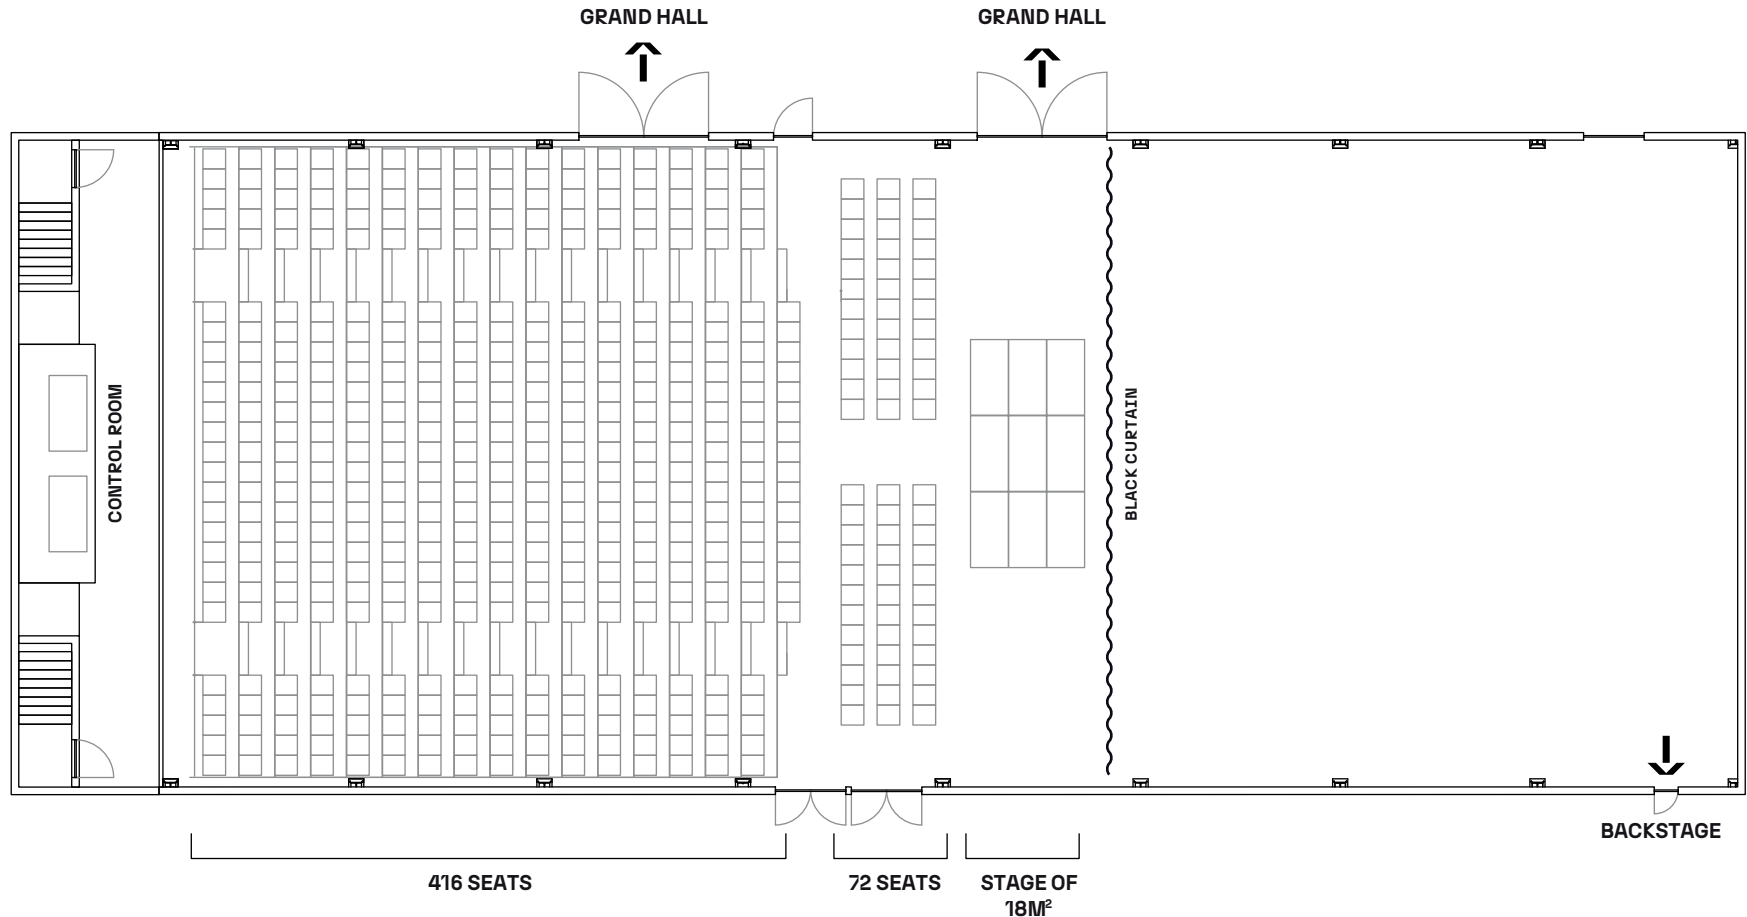 GRAND HALL
GRAND HALL
CONTROL ROOM
BLACK CURTAIN
BACKSTAGE
416 SEATS
72 SEATS
STAGE OF
18M²